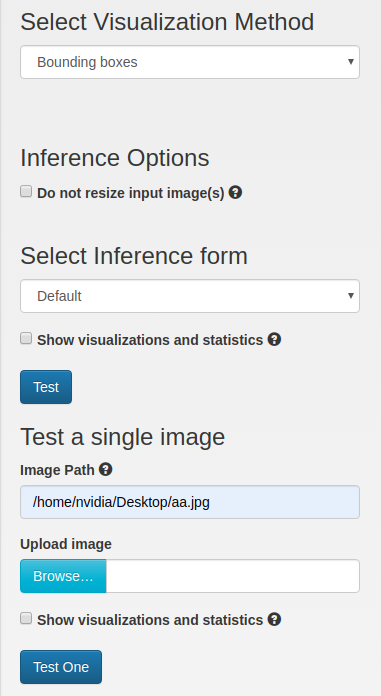 Select Visualization Method
Bounding boxes
Inference Options
Do not resize input image(s)
Select Inference form
Default
Show visualizations and statistics
Test
Test a single image
Image Path
/home/nvidia/Desktop/aa.jpg
Upload image
Browse...
Show visualizations and statistics
Test One